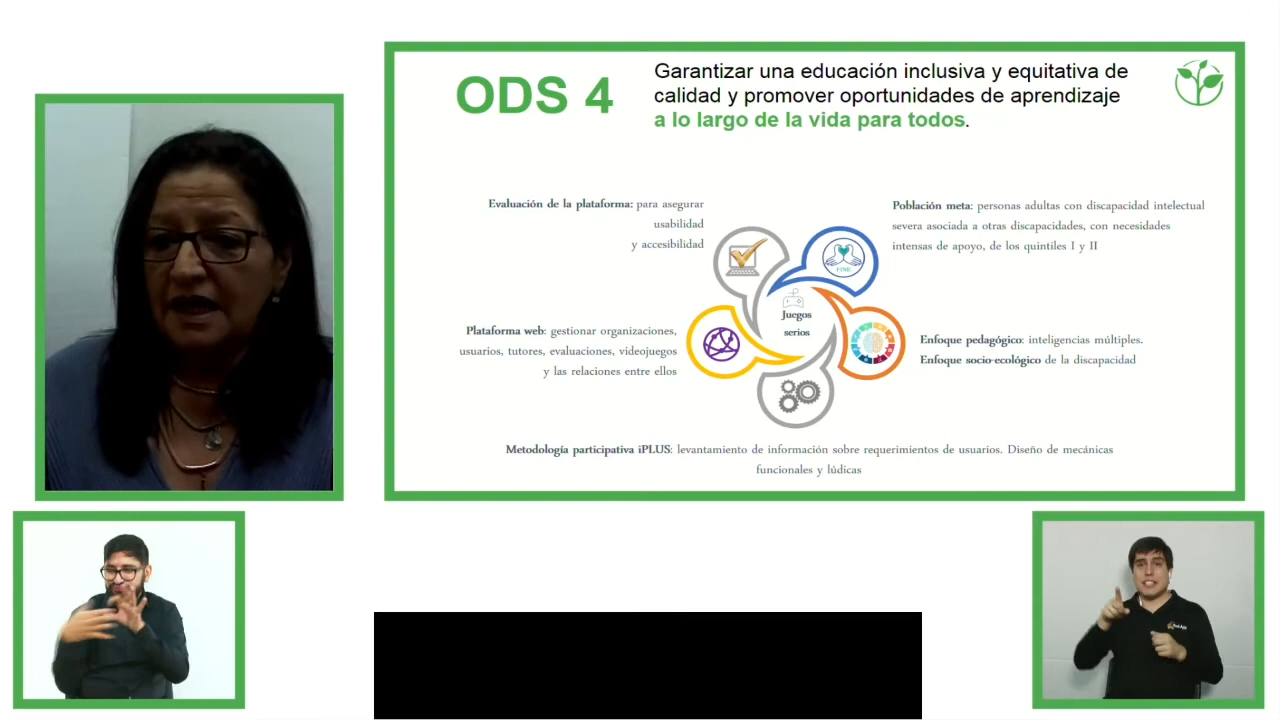 ODS 4
Garantizar una educación inclusiva y equitativa de
calidad y promover oportunidades de aprendizaje
a lo largo de la vida para todos.
Evaluación de la plataforma: para asegurar
usabilidad
y accesibilidad
Población meta: personas adultas con discapacidad intelectual
severa asociada a otras discapacidades, con necesidades
intensas de apoyo, de los quintiles I y II
FINE
Juegos
serios
Plataforma web: gestionar organizaciones,
usuarios, tutores, evaluaciones, videojuegos
y las relaciones entre ellos
Enfoque pedagógico: inteligencias múltiples.
Enfoque socio-ecológico de la discapacidad
Metodología participativa iPLUS: levantamiento de información sobre requerimientos de usuarios. Diseño de mecánicas
funcionales y lúdicas